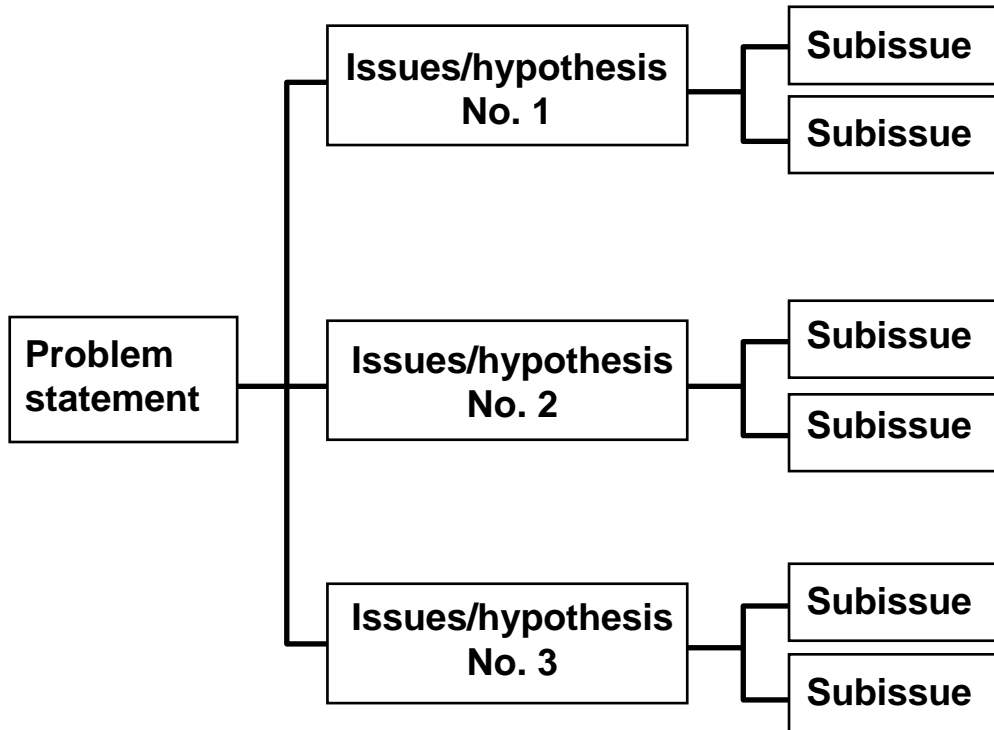 Problem
statement
Issues/hypothesis
No. 1
Subissue
Subissue
Issues/hypothesis
No. 2
Subissue
Subissue
Issues/hypothesis
No. 3
Subissue
Subissue